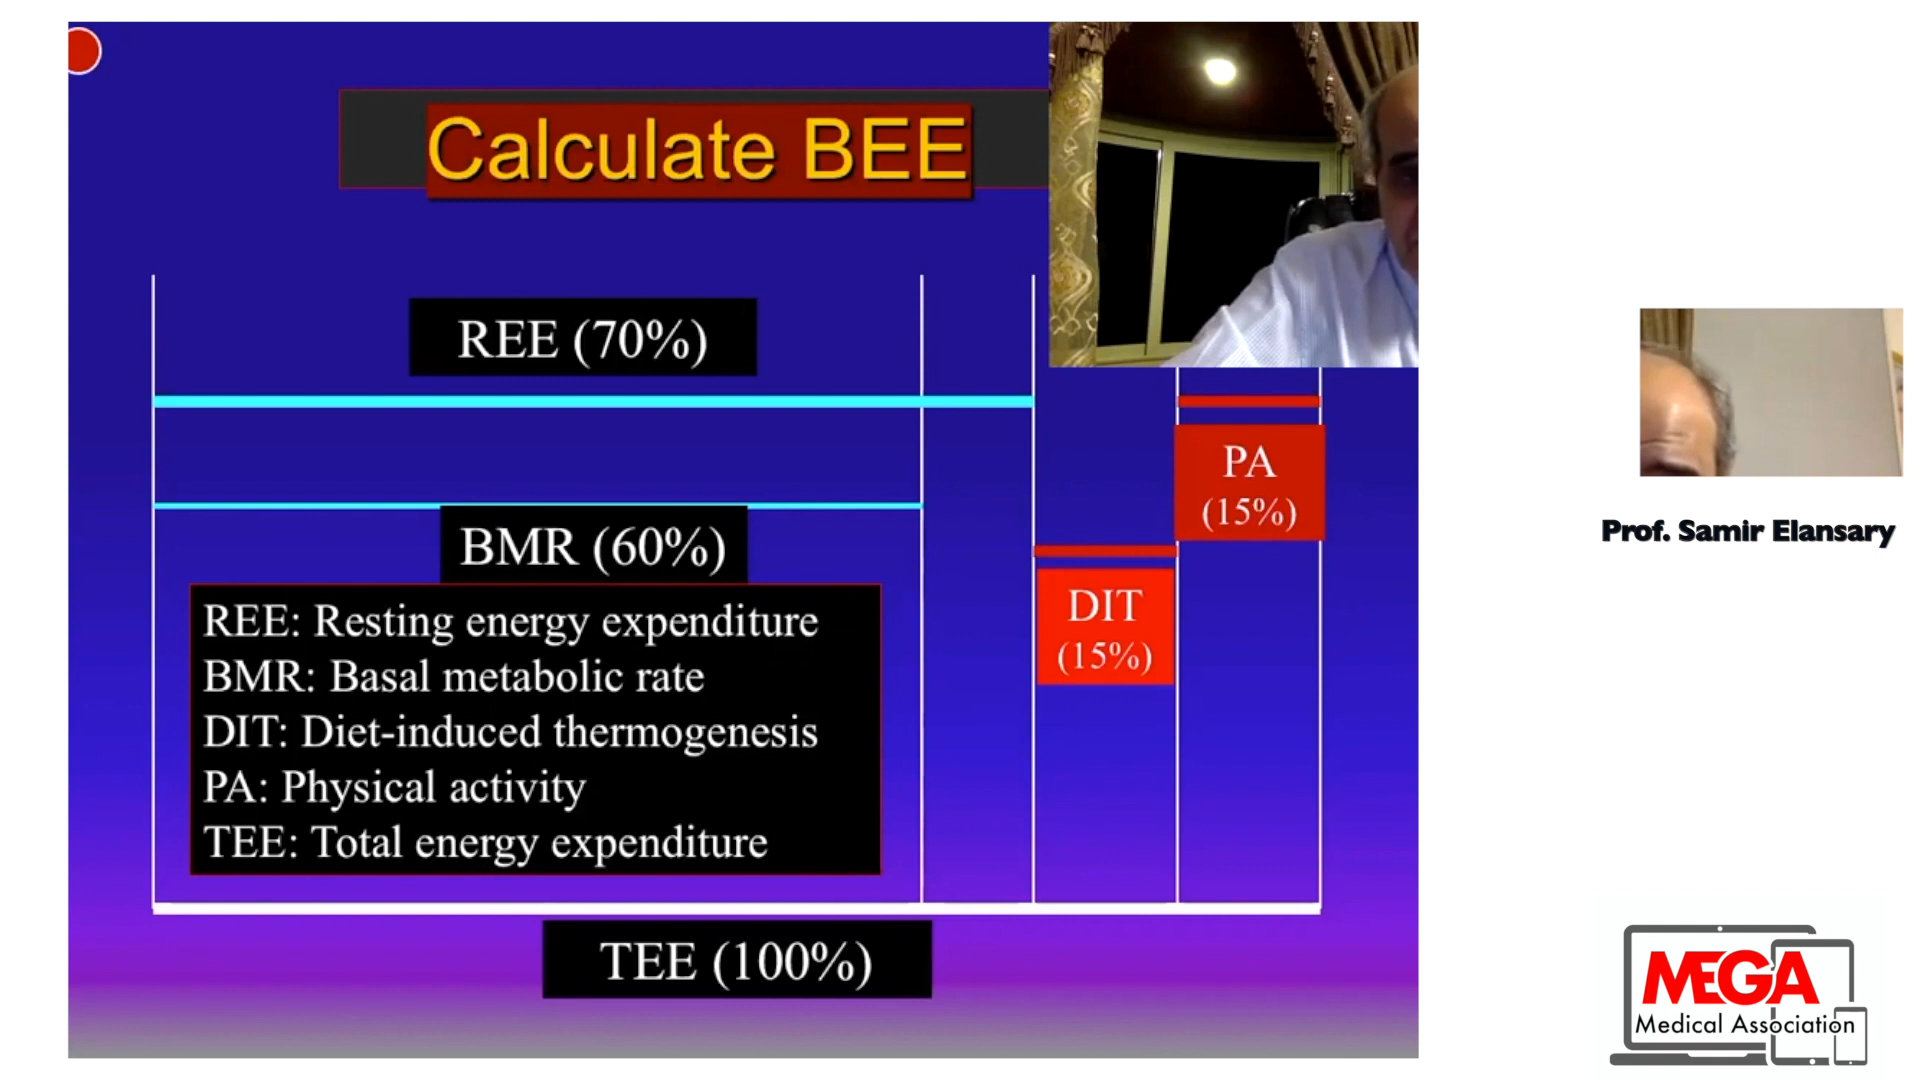 Calculate BEE
REE (70%)
PA
(15%)
BMR (60%)
DIT
(15%)
REE: Resting energy expenditure
BMR: Basal metabolic rate
DIT: Diet-induced thermogenesis
PA: Physical activity
TEE: Total energy expenditure
TEE (100%)
Prof. Samir Elansary
MEGA
Medical Association